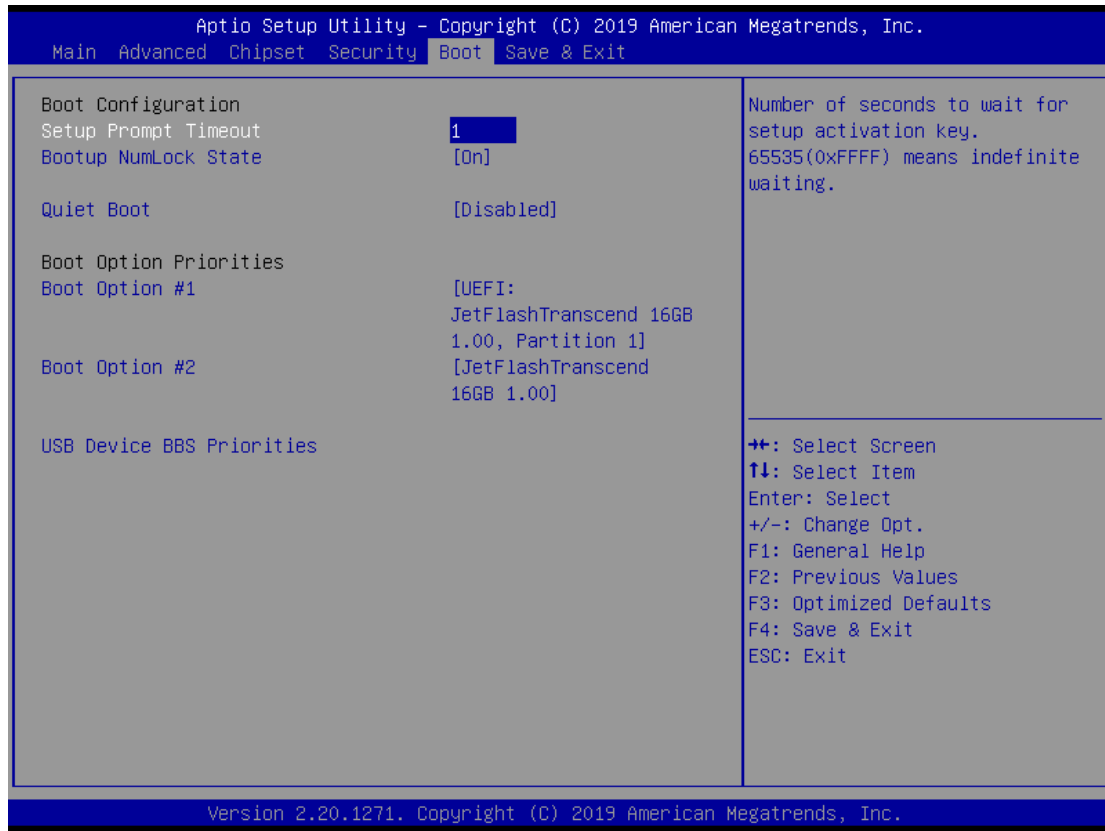 Aptio Setup Utility – Copyright (C) 2019 American Megatrends, Inc.
Main Advanced Chipset Security Boot Save & Exit
Boot Configuration
Setup Prompt Timeout 1
Bootup NumLock State [On]
Quiet Boot [Disabled]
Boot Option Priorities
Boot Option #1 [UEFI:
JetFlashTranscend 16GB
1.00, Partition 1]
Boot Option #2 [JetFlashTranscend
16GB 1.00]
USB Device BBS Priorities
Number of seconds to wait for
setup activation key.
65535(0xFFFF) means indefinite
waiting.
→←: Select Screen
↑↓: Select Item
Enter: Select
+/-: Change Opt.
F1: General Help
F2: Previous Values
F3: Optimized Defaults
F4: Save & Exit
ESC: Exit
Version 2.20.1271. Copyright (C) 2019 American Megatrends, Inc.